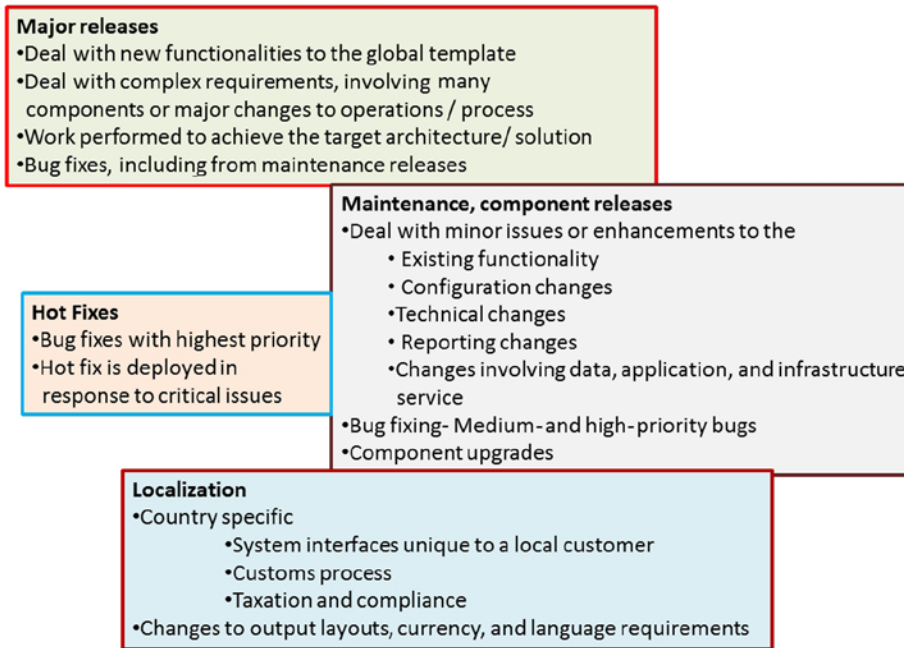 Major releases
•Deal with new functionalities to the global template
•Deal with complex requirements, involving many
components or major changes to operations / process
•Work performed to achieve the target architecture/ solution
•Bug fixes, including from maintenance releases
Maintenance, component releases
•Deal with minor issues or enhancements to the
• Existing functionality
• Configuration changes
•Technical changes
• Reporting changes
•Changes involving data, application, and infrastructure
service
•Bug fixing- Medium-and high-priority bugs
•Component upgrades
Hot Fixes
•Bug fixes with highest priority
•Hot fix is deployed in
response to critical issues
Localization
•Country specific
•System interfaces unique to a local customer
•Customs process
•Taxation and compliance
•Changes to output layouts, currency, and language requirements